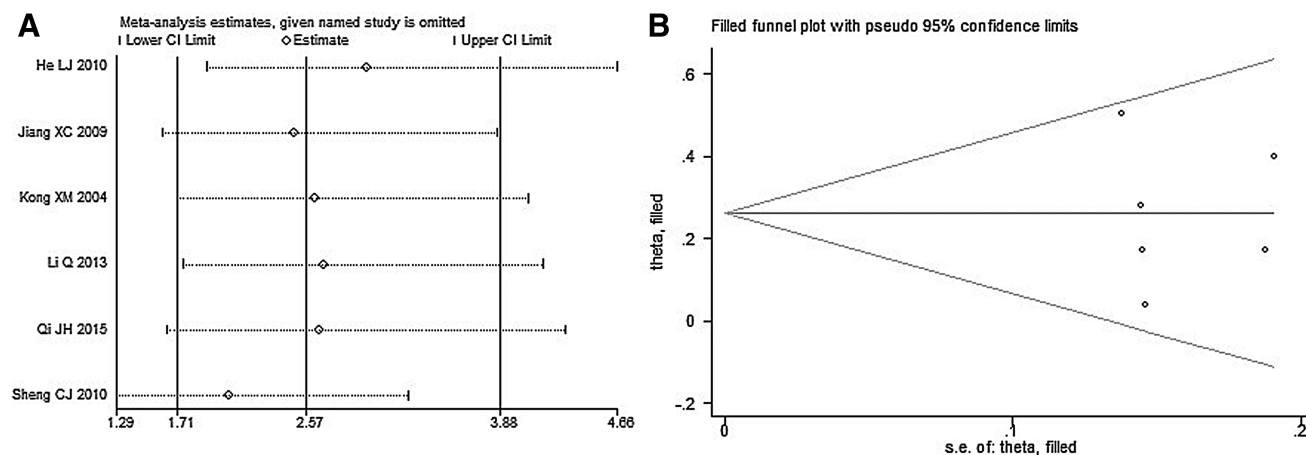 A
Meta-analysis estimates, given named study is omitted
Lower CI Limit Estimate Upper CI Limit
He LJ 2010
Jiang XC 2009
Kong XM 2004
Li Q 2013
Qi JH 2015
Sheng CJ 2010
1.29 1.71 2.57 3.88 4.66
B
Filled funnel plot with pseudo 95% confidence limits
theta, filled
.6
.4
.2
0
-.2
0 .1 .2
s.e. of: theta, filled